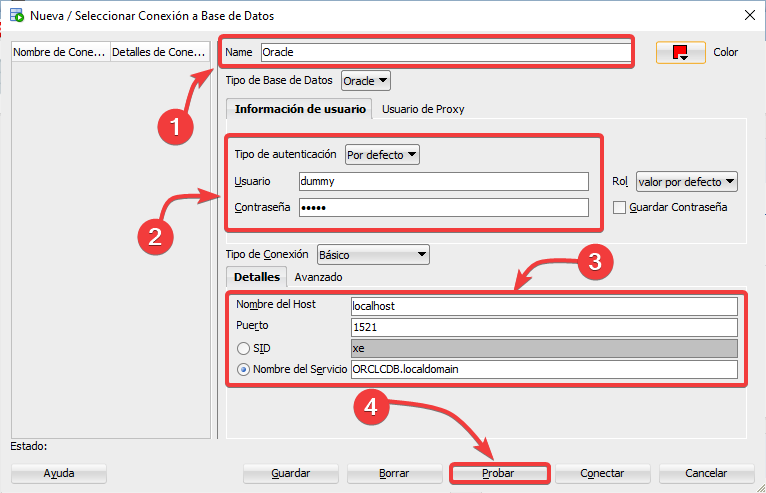 Nueva / Seleccionar Conexión a Base de Datos
Nombre de Cone... Detalles de Cone...
Name Oracle Color
1
Tipo de Base de Datos Oracle
Información de usuario Usuario de Proxy
Tipo de autenticación Por defecto
Usuario dummy Rol valor por defecto
2
Contraseña ••••• Guardar Contraseña
Tipo de Conexión Básico
3
Detalles Avanzado
Nombre del Host localhost
Puerto 1521
SID xe
Nombre del Servicio ORCLCDB.localdomain
4
Estado:
Ayuda Guardar Borrar Probar Conectar Cancelar